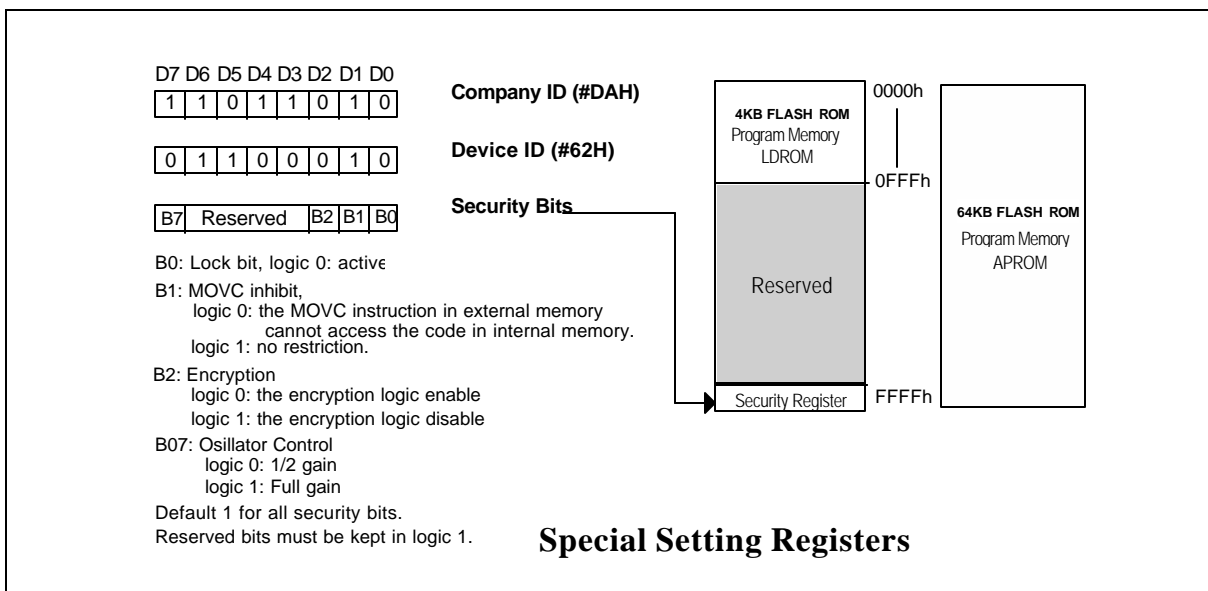 D7 D6 D5 D4 D3 D2 D1 D0
1 1 0 1 1 0 1 0
Company ID (#DAH)
0 1 1 0 0 0 1 0
Device ID (#62H)
B7 Reserved B2 B1 B0
Security Bits
B0: Lock bit, logic 0: active
B1: MOVC inhibit,
logic 0: the MOVC instruction in external memory
cannot access the code in internal memory.
logic 1: no restriction.
B2: Encryption
logic 0: the encryption logic enable
logic 1: the encryption logic disable
B07: Osillator Control
logic 0: 1/2 gain
logic 1: Full gain
Default 1 for all security bits.
Reserved bits must be kept in logic 1.
4KB FLASH ROM
Program Memory
LDROM
Reserved
Security Register
0000h
0FFFh
FFFFh
64KB FLASH ROM
Program Memory
APROM
Special Setting Registers